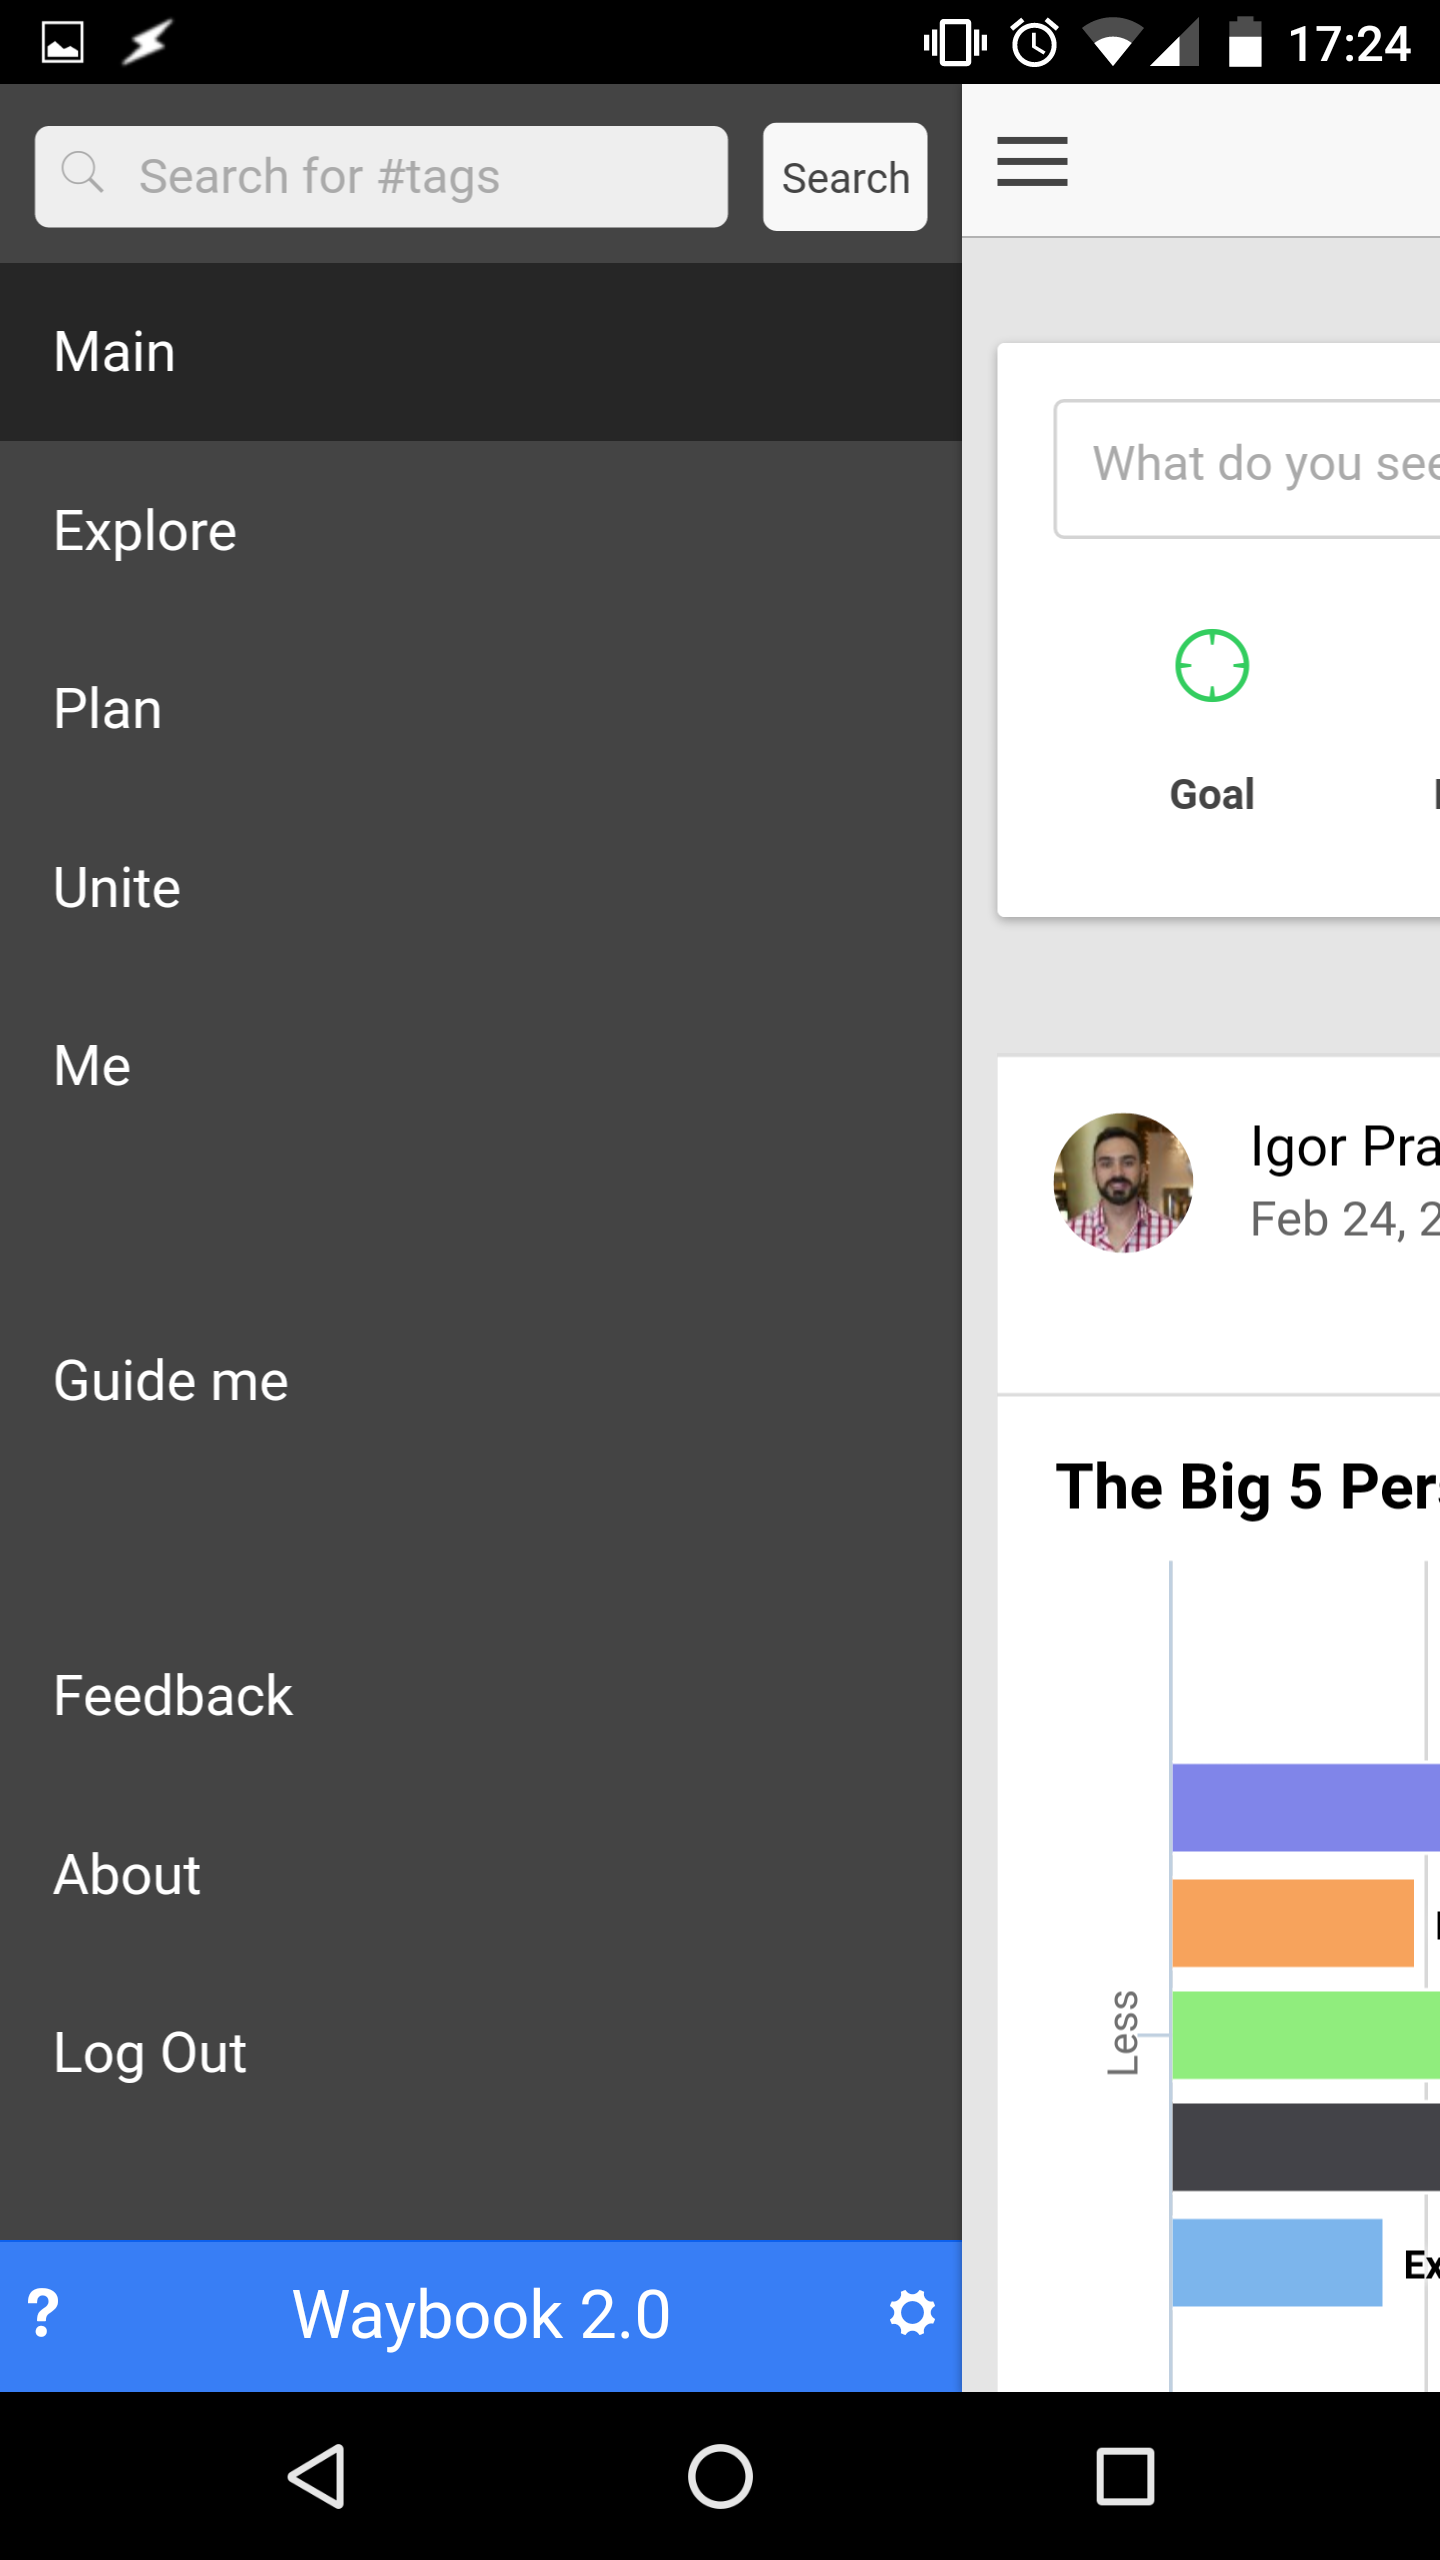 17:24
Search for #tags
Search
Main
Explore
Plan
Unite
Me
Guide me
Feedback
About
Log Out
? Waybook 2.0
What do you see
Goal
Igor Pra
Feb 24, 2
The Big 5 Pers
Less
Ex